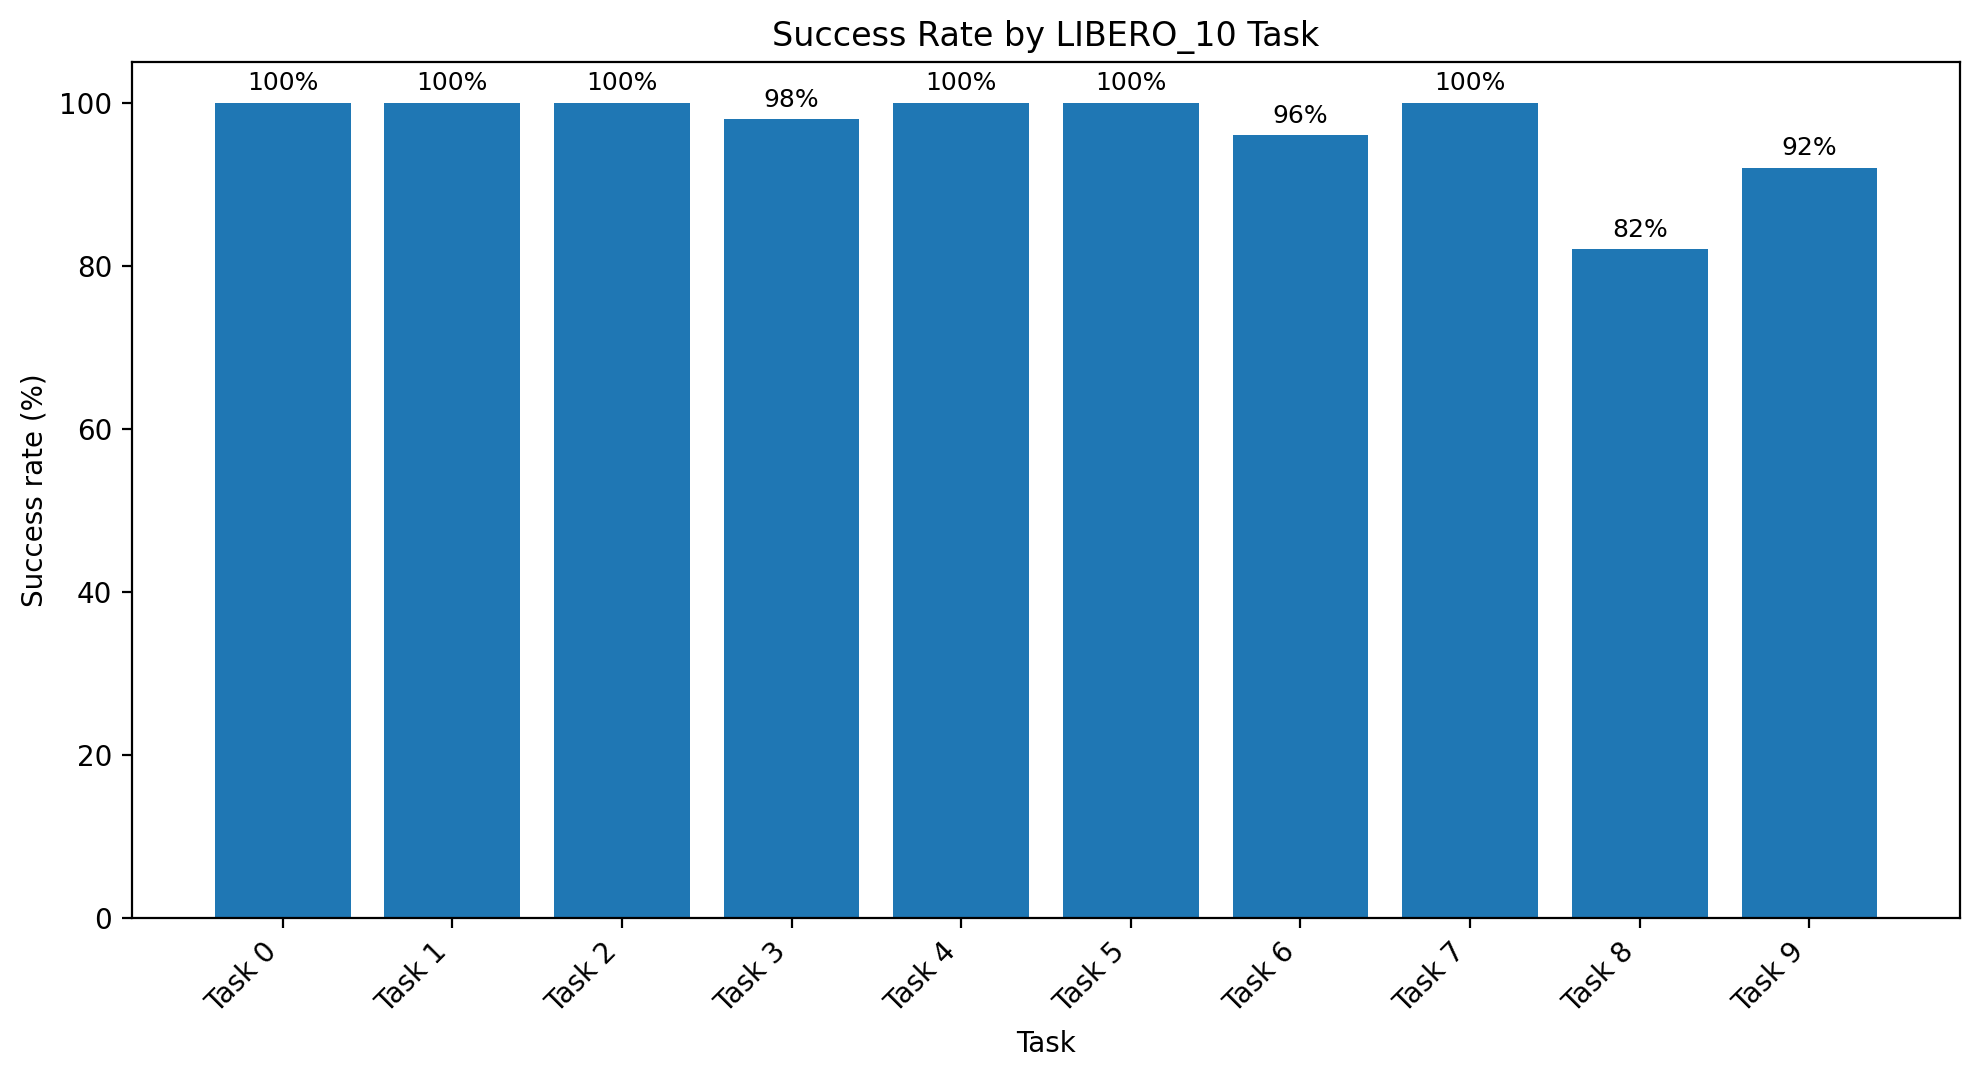 Success Rate by LIBERO_10 Task
100%
100%
100%
98%
100%
100%
96%
100%
82%
92%
Success rate (%)
100
80
60
40
20
0
Task 0
Task 1
Task 2
Task 3
Task 4
Task 5
Task 6
Task 7
Task 8
Task 9
Task